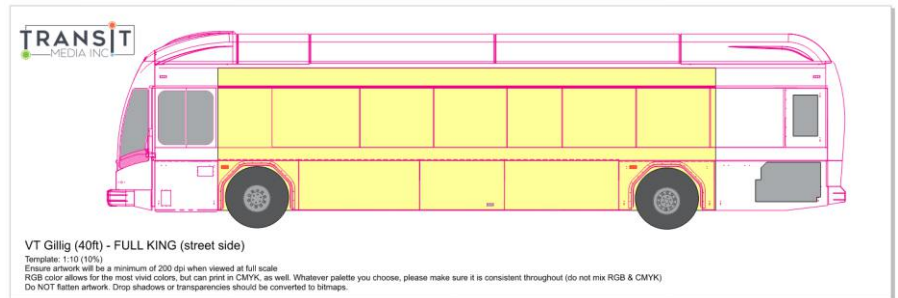 TRANSIT
MEDIA INC
VT Gillig (40ft) - FULL KING (street side)
Template: 1:10 (10%)
Ensure artwork will be a minimum of 200 dpi when viewed at full scale
RGB color allows for the most vivid colors, but can print in CMYK, as well. Whatever palette you choose, please make sure it is consistent throughout (do not mix RGB & CMYK)
Do NOT flatten artwork. Drop shadows or transparencies should be converted to bitmaps.